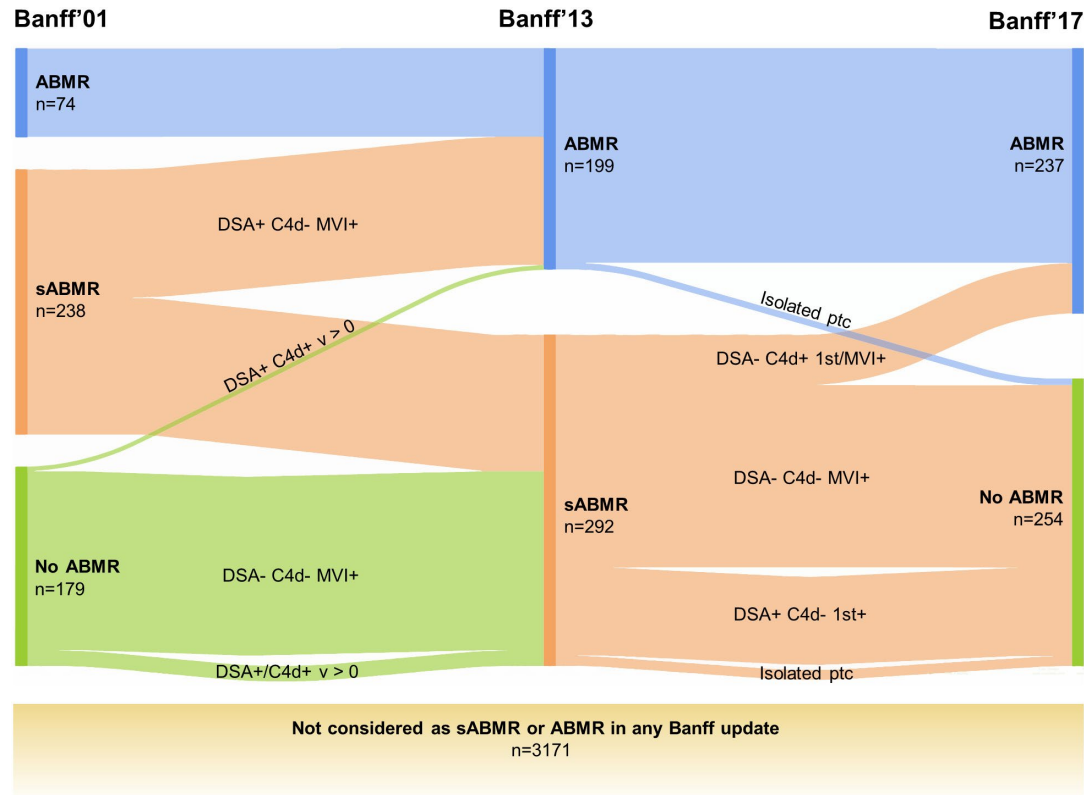 Banff’01
Banff’13
Banff’17
ABMR
n=74
ABMR
n=199
ABMR
n=237
DSA+ C4d- MVI+
sABMR
n=238
Isolated ptc
DSA+ C4d+ v > 0
DSA- C4d+ 1st/MVI+
DSA- C4d- MVI+
sABMR
n=292
No ABMR
n=254
No ABMR
n=179
DSA- C4d- MVI+
DSA+ C4d- 1st+
DSA+/C4d+ v > 0
Isolated ptc
Not considered as sABMR or ABMR in any Banff update
n=3171